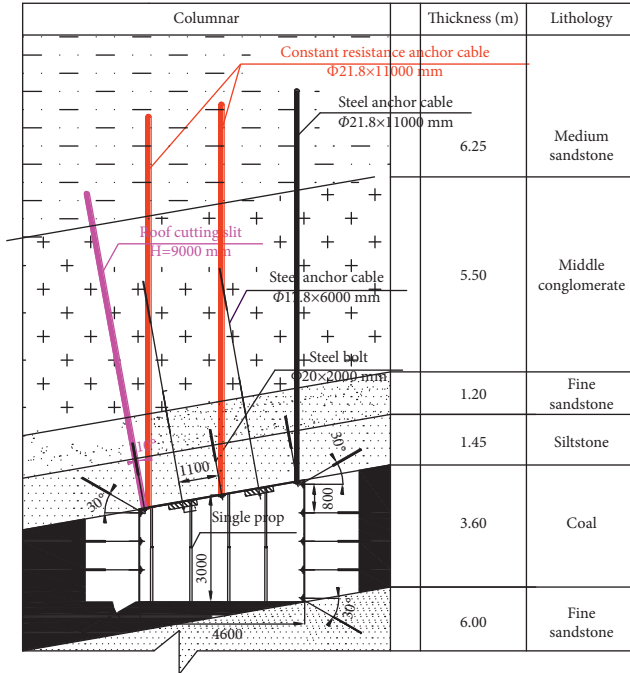 Columnar
Thickness (m)
Lithology
Constant resistance anchor cable
Φ21.8×11000 mm
Steel anchor cable
Φ21.8×11000 mm
6.25
Medium
sandstone
Roof cutting slit
H=9000 mm
Steel anchor cable
Φ17.8×6000 mm
5.50
Middle
conglomerate
Steel bolt
Φ20×2000 mm
1.20
Fine
sandstone
10°
30°
1.45
Siltstone
1100
30°
800
Single prop
3.60
Coal
3000
30°
4600
6.00
Fine
sandstone